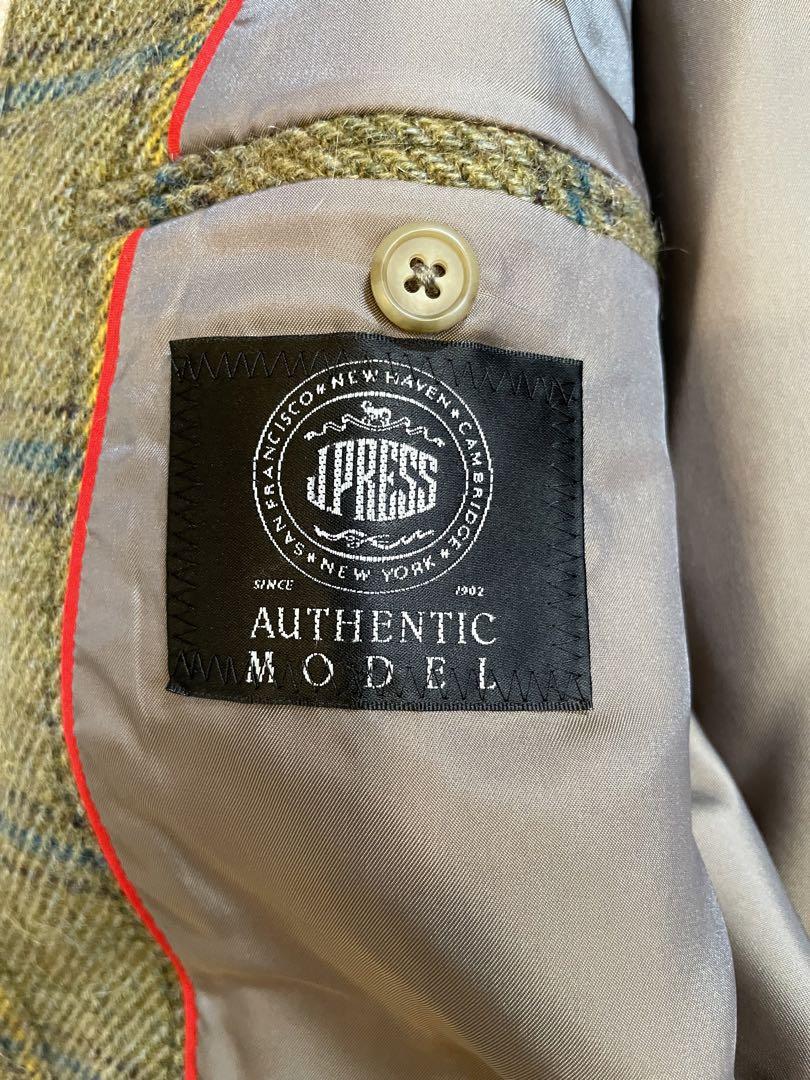 SAN FRANCISCO * NEW HAVEN * CAMBRIDGE * NEW YORK *
J.PRESS
SINCE 1902
AUTHENTIC
MODEL